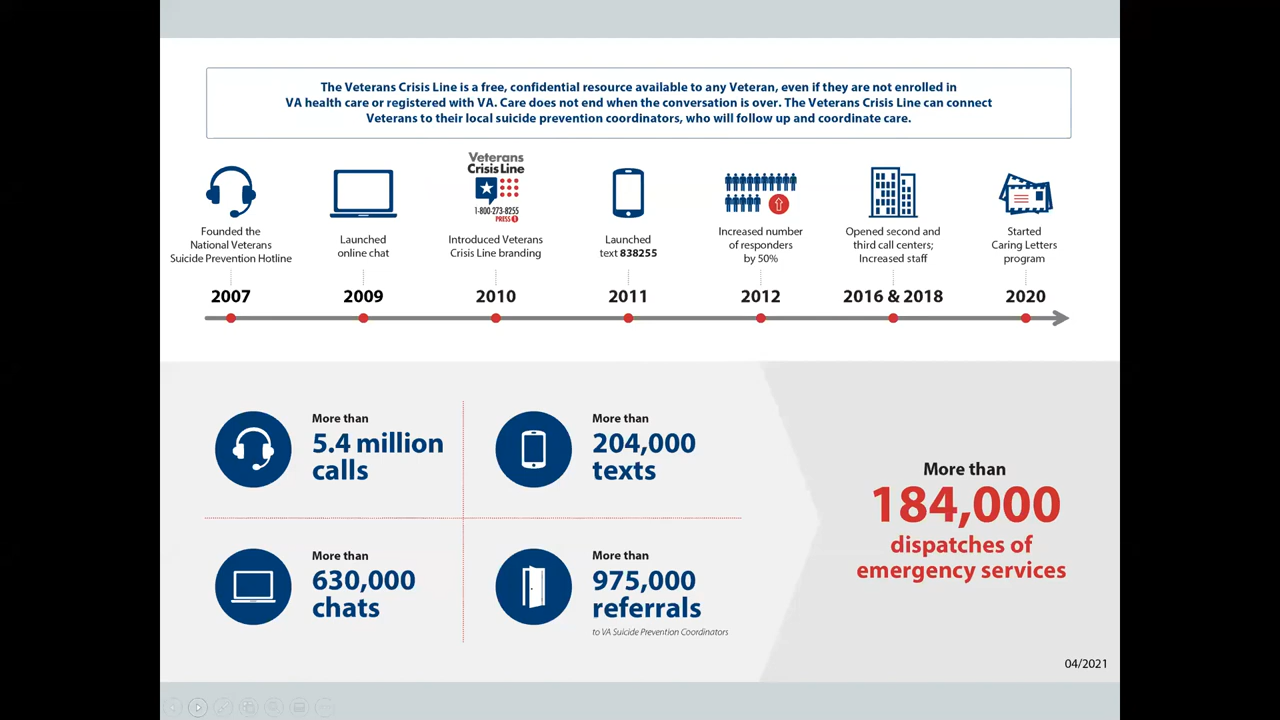 The Veterans Crisis Line is a free, confidential resource available to any Veteran, even if they are not enrolled in
VA health care or registered with VA. Care does not end when the conversation is over. The Veterans Crisis Line can connect
Veterans to their local suicide prevention coordinators, who will follow up and coordinate care.
Veterans
Crisis Line
1-800-273-8255
PRESS 1
Founded the
National Veterans
Suicide Prevention Hotline
2007
Launched
online chat
2009
Introduced Veterans
Crisis Line branding
2010
Launched
text 838255
2011
Increased number
of responders
by 50%
2012
Opened second and
third call centers;
Increased staff
2016 & 2018
Started
Caring Letters
program
2020
More than
5.4 million
calls
More than
204,000
texts
More than
630,000
chats
More than
975,000
referrals
to VA Suicide Prevention Coordinators
More than
184,000
dispatches of
emergency services
04/2021